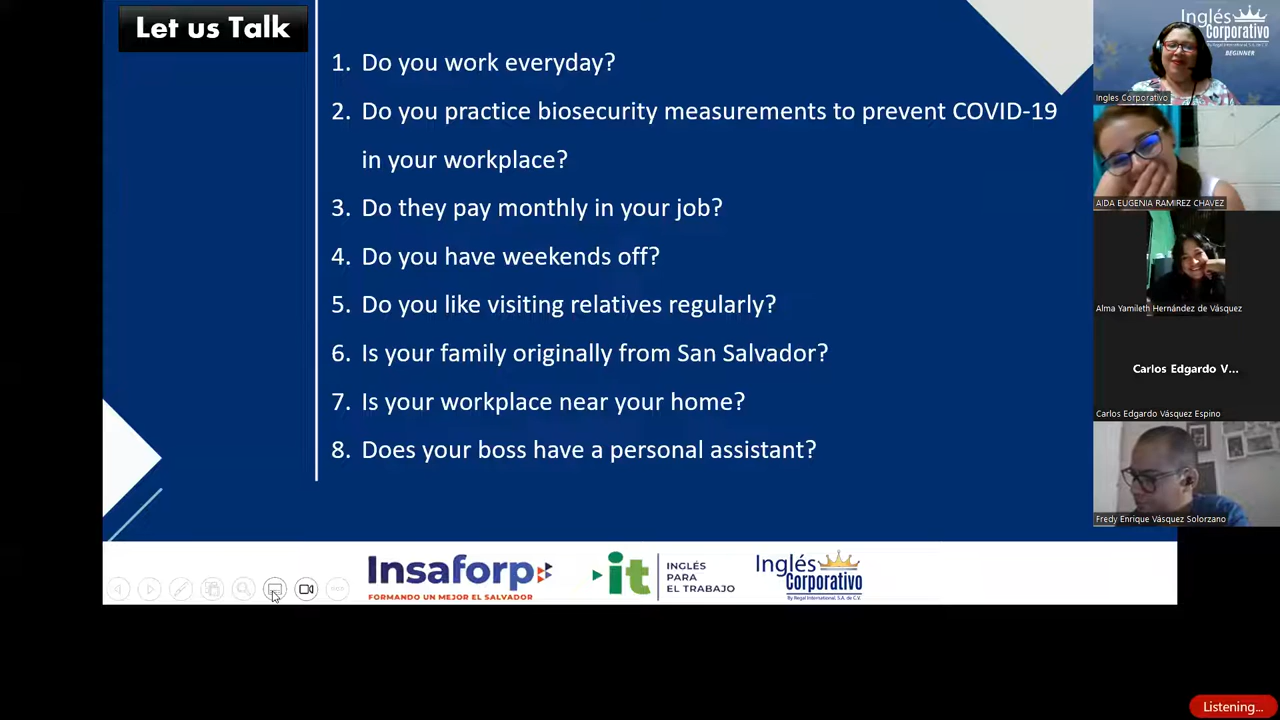 Let us Talk
1. Do you work everyday?
2. Do you practice biosecurity measurements to prevent COVID-19
in your workplace?
3. Do they pay monthly in your job?
4. Do you have weekends off?
5. Do you like visiting relatives regularly?
6. Is your family originally from San Salvador?
7. Is your workplace near your home?
8. Does your boss have a personal assistant?
Insaforp
FORMANDO UN MEJOR EL SALVADOR
it
INGLÉS
PARA
EL TRABAJO
Inglés
Corporativo
By Regal International, S.A. de C.V.
Inglés
Corporativo
By Regal International, S.A. de C.V.
BEGINNER
Ingles Corporativo
AIDA EUGENIA RAMIREZ CHAVEZ
Alma Yamileth Hernández de Vásquez
Carlos Edgardo V...
Carlos Edgardo Vásquez Espino
Fredy Enrique Vásquez Solorzano
Listening...